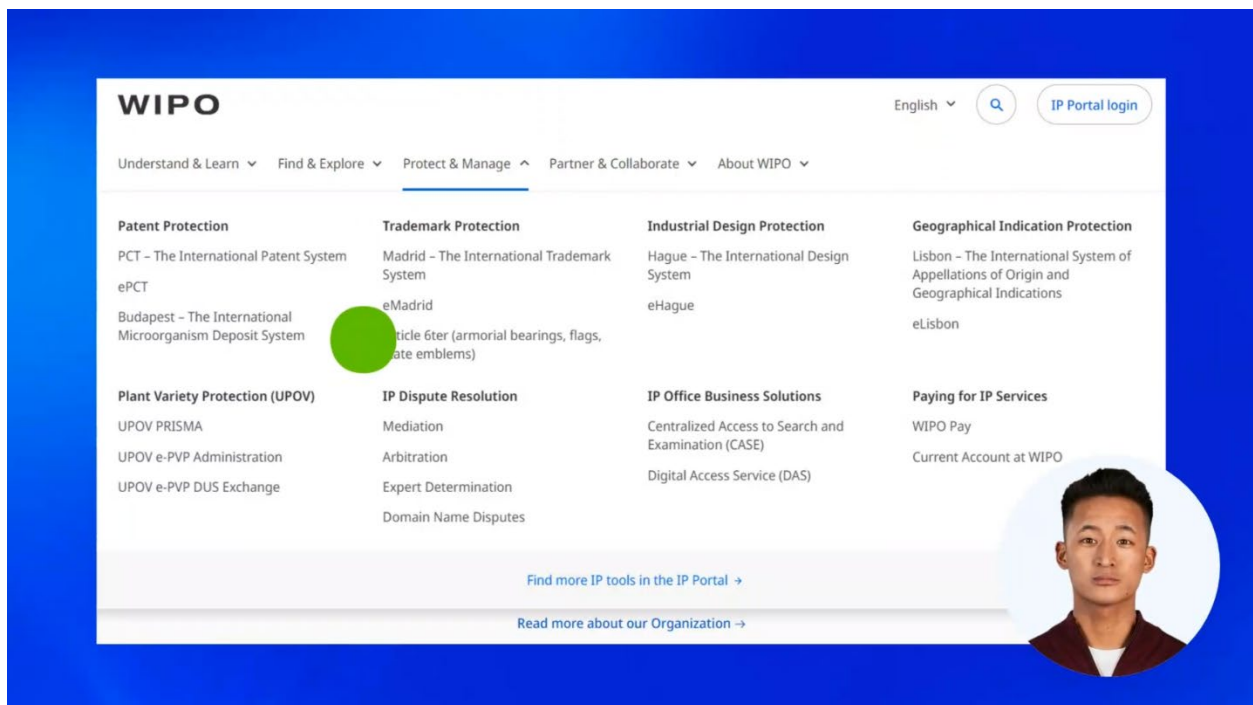 WIPO
English
IP Portal login
Understand & Learn
Find & Explore
Protect & Manage
Partner & Collaborate
About WIPO
Patent Protection
PCT – The International Patent System
ePCT
Budapest – The International
Microorganism Deposit System
Trademark Protection
Madrid – The International Trademark
System
eMadrid
6ter (armorial bearings, flags,
emblems)
Industrial Design Protection
Hague – The International Design
System
eHague
Geographical Indication Protection
Lisbon – The International System of
Appellations of Origin and
Geographical Indications
eLisbon
Plant Variety Protection (UPOV)
UPOV PRISMA
UPOV e-PVP Administration
UPOV e-PVP DUS Exchange
IP Dispute Resolution
Mediation
Arbitration
Expert Determination
Domain Name Disputes
IP Office Business Solutions
Centralized Access to Search and
Examination (CASE)
Digital Access Service (DAS)
Paying for IP Services
WIPO Pay
Current Account at WIPO
Find more IP tools in the IP Portal →
Read more about our Organization →